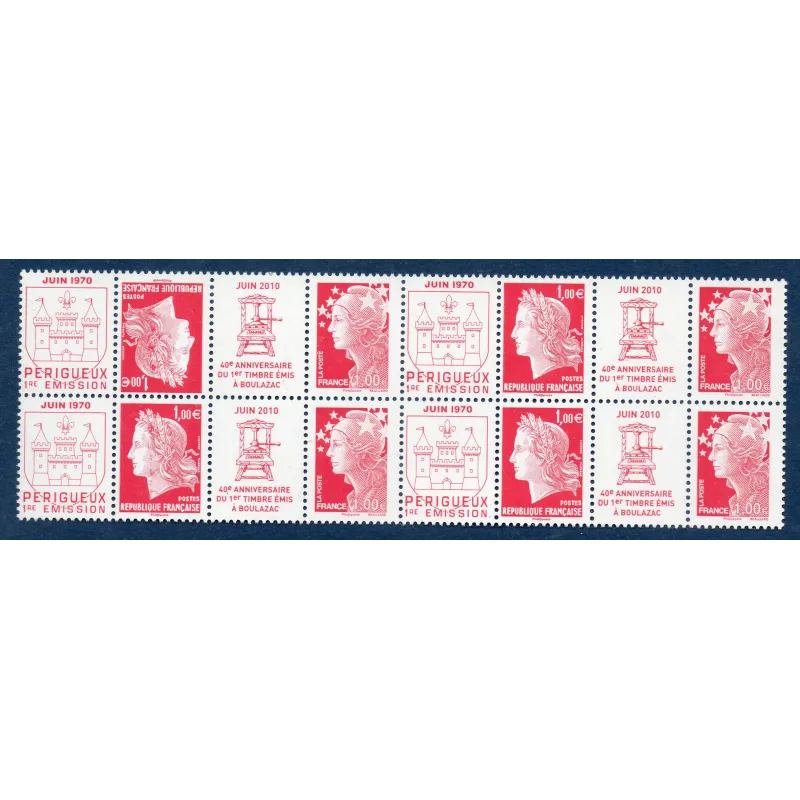 JUIN 1970
PERIGUEUX
1RE EMISSION
1,00€
POSTES
RÉPUBLIQUE FRANÇAISE
JUIN 2010
40e ANNIVERSAIRE
DU 1er TIMBRE ÉMIS
À BOULAZAC
LA POSTE
FRANCE 1,00€
JUIN 1970
PERIGUEUX
1RE EMISSION
1,00€
POSTES
REPUBLIQUE FRANÇAISE
JUIN 2010
40e ANNIVERSAIRE
DU 1er TIMBRE ÉMIS
À BOULAZAC
LA POSTE
FRANCE 1,00€
JUIN 1970
PERIGUEUX
1RE EMISSION
1,00€
POSTES
REPUBLIQUE FRANÇAISE
JUIN 2010
40e ANNIVERSAIRE
DU 1er TIMBRE ÉMIS
À BOULAZAC
LA POSTE
FRANCE 1,00€
JUIN 1970
PERIGUEUX
1RE EMISSION
1,00€
POSTES
REPUBLIQUE FRANÇAISE
JUIN 2010
40e ANNIVERSAIRE
DU 1er TIMBRE ÉMIS
À BOULAZAC
LA POSTE
FRANCE 1,00€